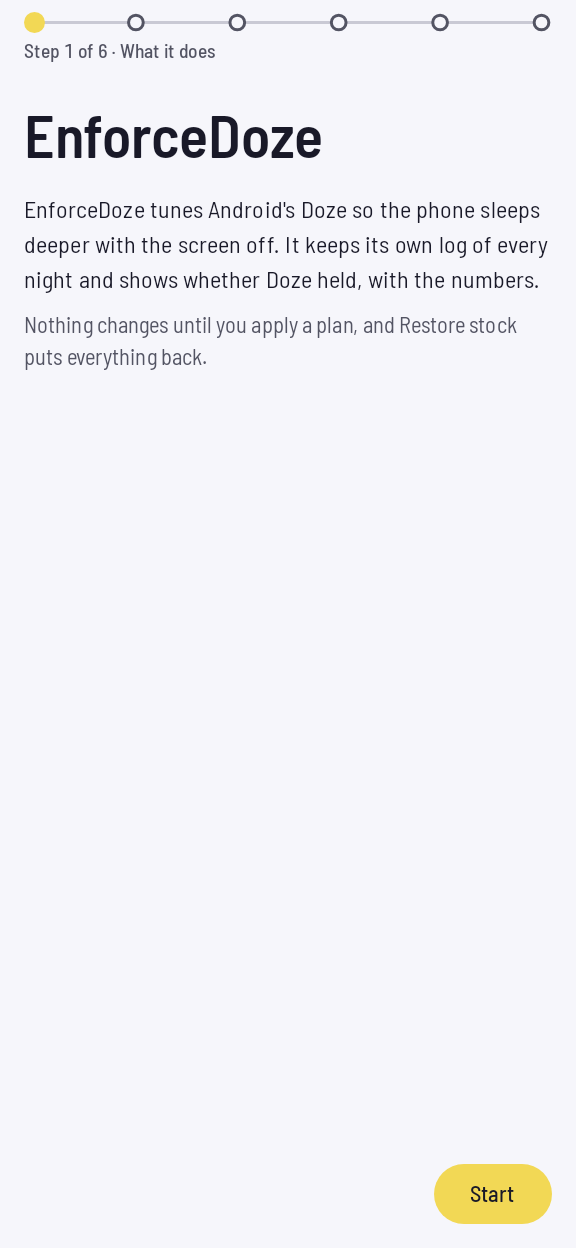 Step 1 of 6 · What it does
EnforceDoze
EnforceDoze tunes Android's Doze so the phone sleeps
deeper with the screen off. It keeps its own log of every
night and shows whether Doze held, with the numbers.
Nothing changes until you apply a plan, and Restore stock
puts everything back.
Start